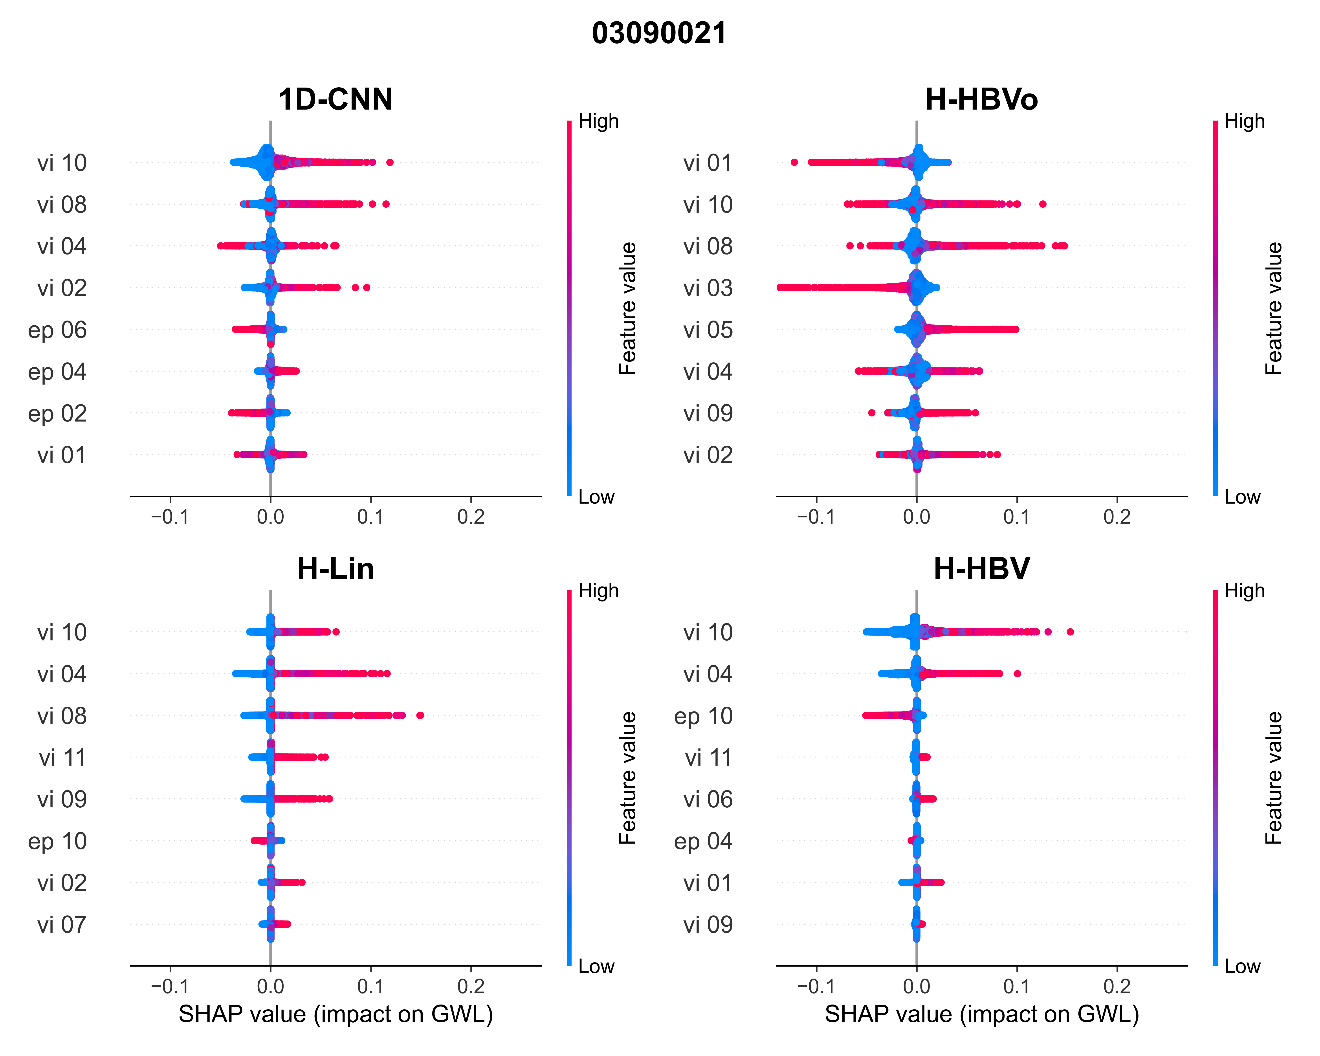 03090021
1D-CNN
High
vi 10
vi 08
vi 04
vi 02
ep 06
ep 04
ep 02
vi 01
Feature value
Low
−0.1 0.0 0.1 0.2
H-HBVo
High
vi 01
vi 10
vi 08
vi 03
vi 05
vi 04
vi 09
vi 02
Feature value
Low
−0.1 0.0 0.1 0.2
H-Lin
High
vi 10
vi 04
vi 08
vi 11
vi 09
ep 10
vi 02
vi 07
Feature value
Low
−0.1 0.0 0.1 0.2
SHAP value (impact on GWL)
H-HBV
High
vi 10
vi 04
ep 10
vi 11
vi 06
ep 04
vi 01
vi 09
Feature value
Low
−0.1 0.0 0.1 0.2
SHAP value (impact on GWL)